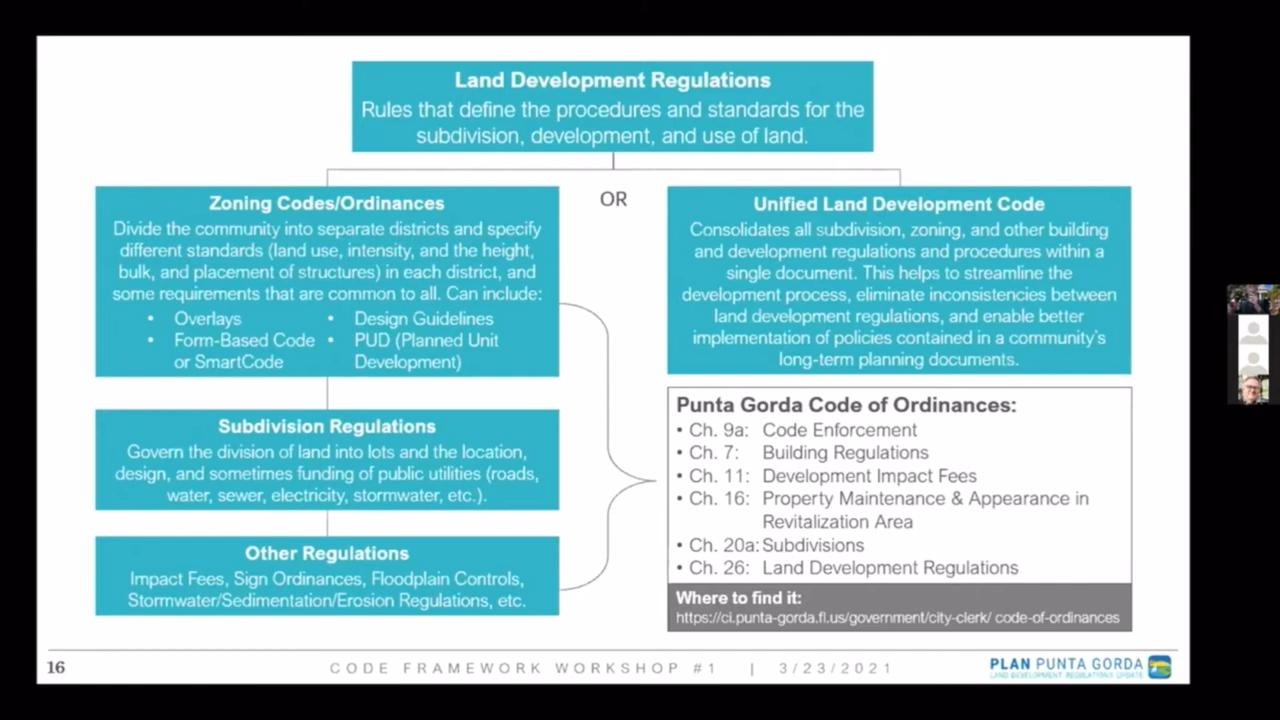 Land Development Regulations
Rules that define the procedures and standards for the
subdivision, development, and use of land.
OR
Zoning Codes/Ordinances
Divide the community into separate districts and specify
different standards (land use, intensity, and the height,
bulk, and placement of structures) in each district, and
some requirements that are common to all. Can include:
• Overlays
• Form-Based Code
or SmartCode
• Design Guidelines
• PUD (Planned Unit
Development)
Subdivision Regulations
Govern the division of land into lots and the location,
design, and sometimes funding of public utilities (roads,
water, sewer, electricity, stormwater, etc.).
Other Regulations
Impact Fees, Sign Ordinances, Floodplain Controls,
Stormwater/Sedimentation/Erosion Regulations, etc.
Unified Land Development Code
Consolidates all subdivision, zoning, and other building
and development regulations and procedures within a
single document. This helps to streamline the
development process, eliminate inconsistencies between
land development regulations, and enable better
implementation of policies contained in a community's
long-term planning documents.
Punta Gorda Code of Ordinances:
• Ch. 9a: Code Enforcement
• Ch. 7: Building Regulations
• Ch. 11: Development Impact Fees
• Ch. 16: Property Maintenance & Appearance in
Revitalization Area
• Ch. 20a: Subdivisions
• Ch. 26: Land Development Regulations
Where to find it:
https://ci.punta-gorda.fl.us/government/city-clerk/ code-of-ordinances
16
CODE FRAMEWORK WORKSHOP #1 | 3/23/2021
PLAN PUNTA GORDA
LAND DEVELOPMENT REGULATIONS UPDATE